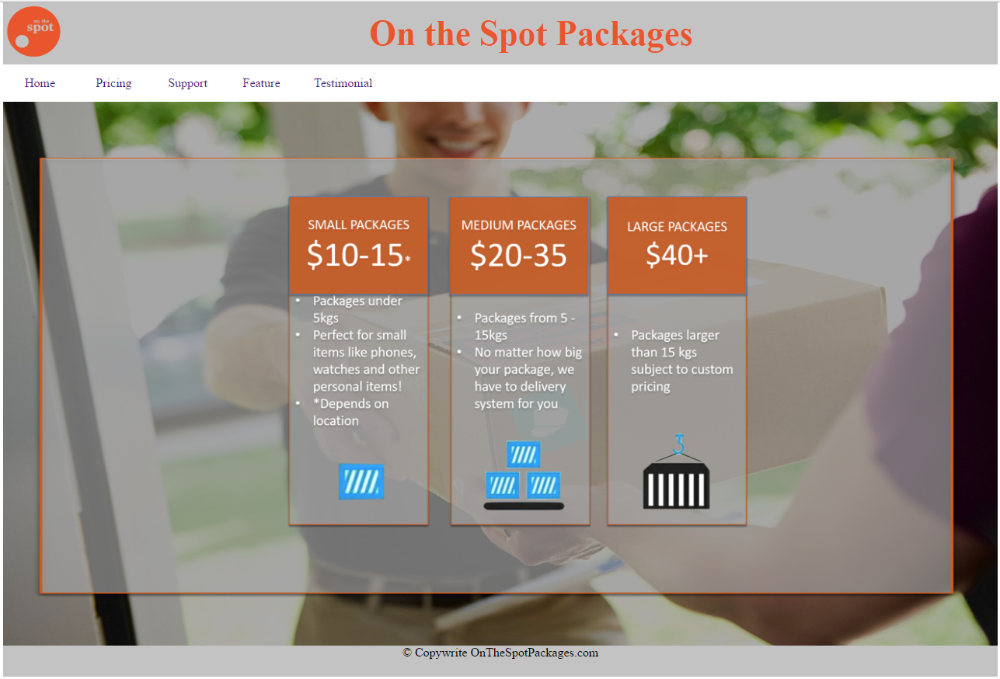 on the
spot
On the Spot Packages
Home Pricing Support Feature Testimonial
SMALL PACKAGES
$10-15*
• Packages under
5kgs
• Perfect for small
items like phones,
watches and other
personal items!
• *Depends on
location
MEDIUM PACKAGES
$20-35
• Packages from 5 -
15kgs
• No matter how big
your package, we
have to delivery
system for you
LARGE PACKAGES
$40+
• Packages larger
than 15 kgs
subject to custom
pricing
© Copywrite OnTheSpotPackages.com